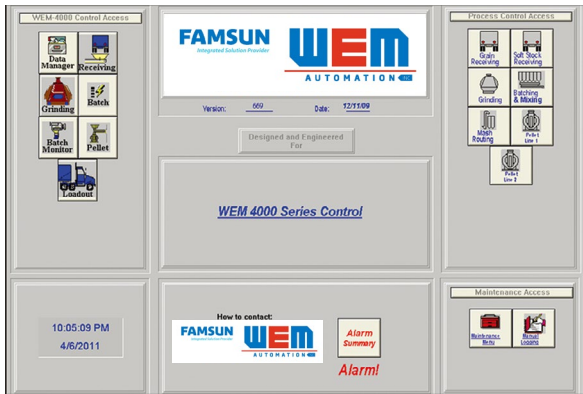 WEM-4000 Control Access
Data
Manager
Receiving
Grinding
Batch
Batch
Monitor
Pellet
Loadout
10:05:09 PM
4/6/2011
FAMSUN
Integrated Solution Provider
WEM
AUTOMATION
Version: 669 Date: 12/11/09
Designed and Engineered
For
WEM 4000 Series Control
How to contact:
FAMSUN
Integrated Solution Provider
WEM
AUTOMATION
Alarm
Summary
Alarm!
Process Control Access
Grain
Receiving
Soft Stock
Receiving
Grinding
Batching
& Mixing
Mash
Routing
Pellet
Line 1
Pellet
Line 2
Maintenance Access
Maintenance
Menu
Manual
Logging